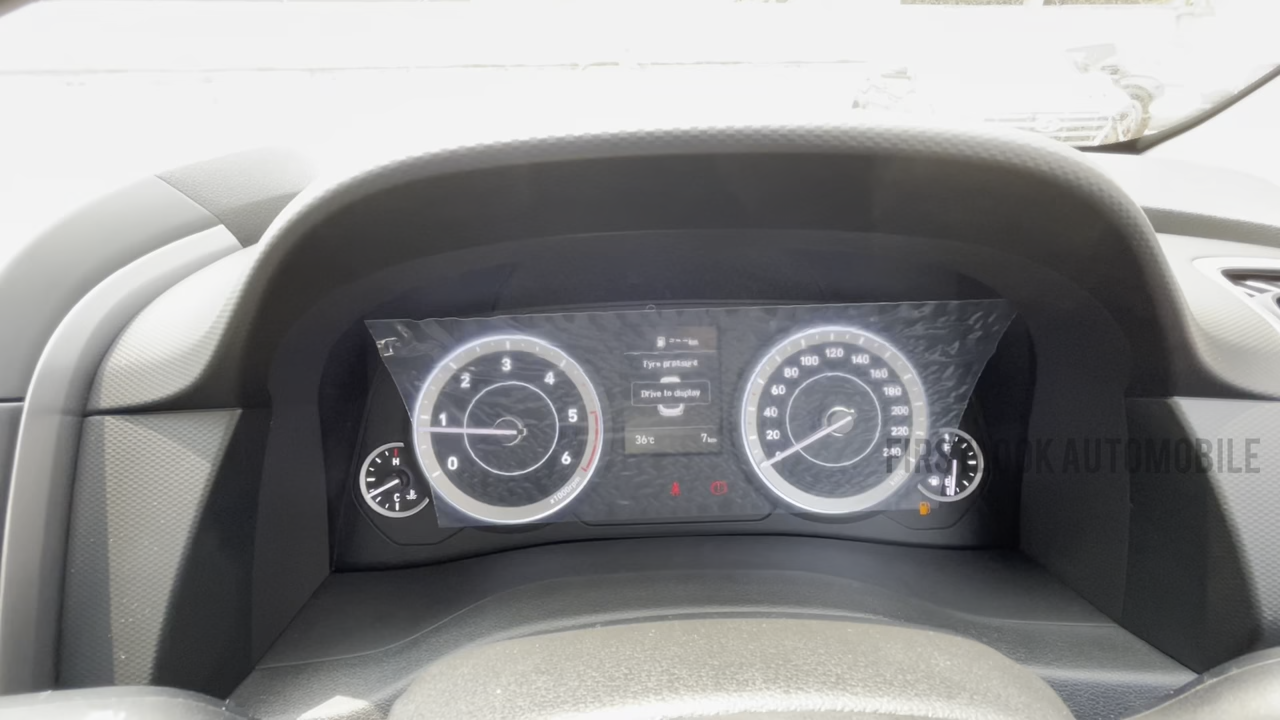 0
1
2
3
4
5
6
x1000rpm
H
C
Tyre pressure
Drive to display
36°C
7km
20
40
60
80
100
120
140
160
180
200
220
240
FIRST LOOK AUTOMOBILE